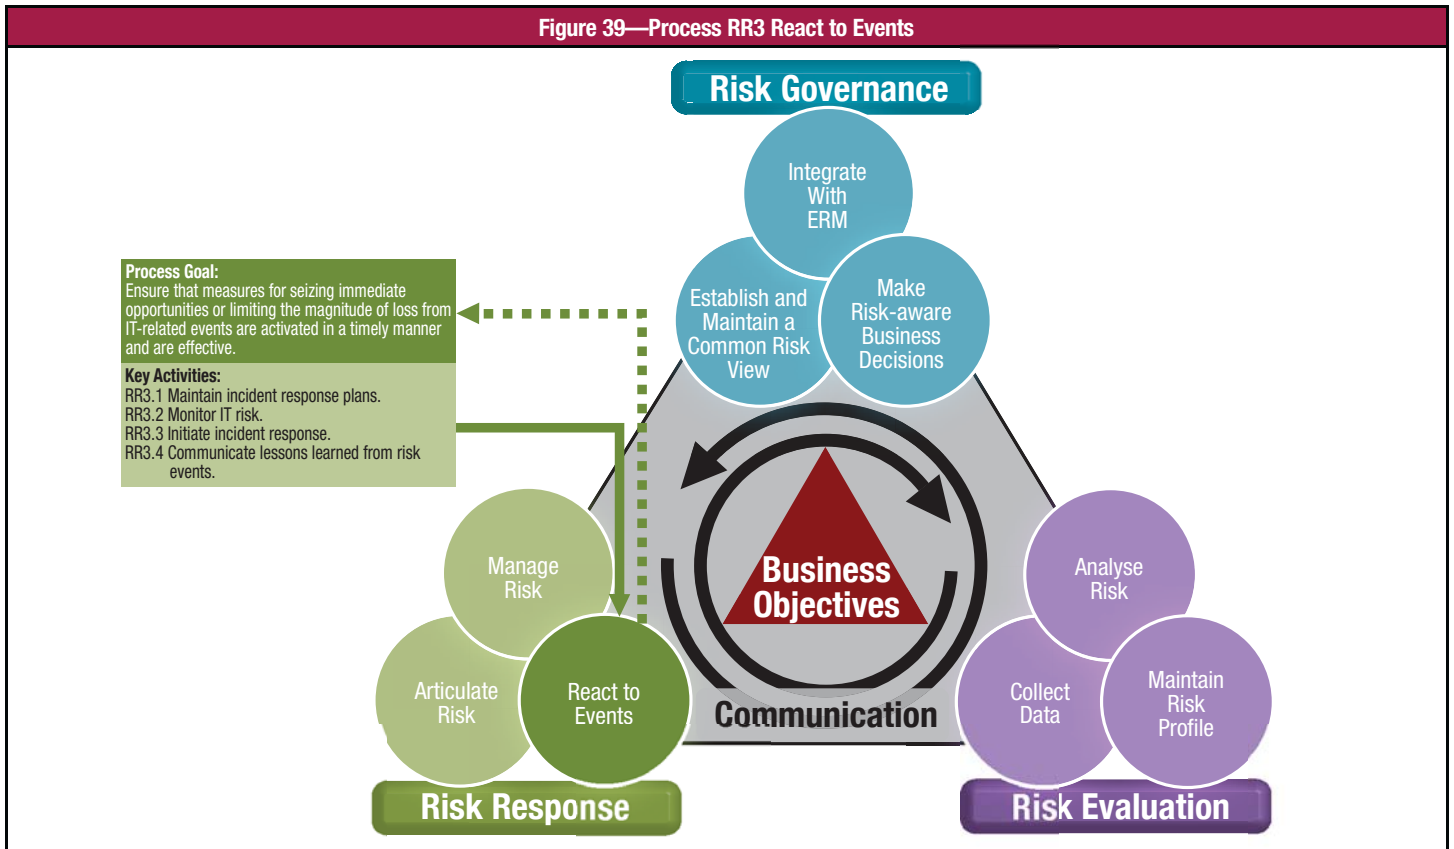 Figure 39—Process RR3 React to Events
Risk Governance
Integrate
With
ERM
Establish and
Maintain a
Common Risk
View
Make
Risk-aware
Business
Decisions
Process Goal:
Ensure that measures for seizing immediate
opportunities or limiting the magnitude of loss from
IT-related events are activated in a timely manner
and are effective.
Key Activities:
RR3.1 Maintain incident response plans.
RR3.2 Monitor IT risk.
RR3.3 Initiate incident response.
RR3.4 Communicate lessons learned from risk
events.
Manage
Risk
Articulate
Risk
React to
Events
Risk Response
Business
Objectives
Communication
Analyse
Risk
Collect
Data
Maintain
Risk
Profile
Risk Evaluation